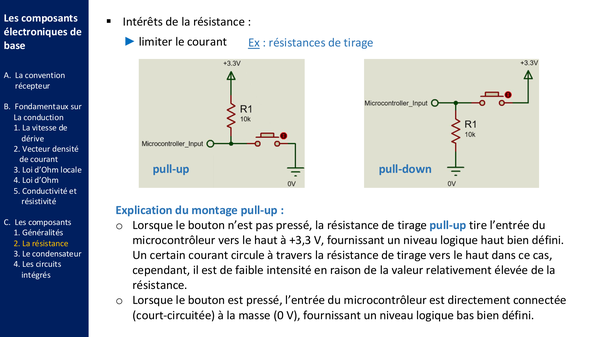 Les composants
électroniques de
base
A. La convention
récepteur
B. Fondamentaux sur
La conduction
1. La vitesse de
dérive
2. Vecteur densité
de courant
3. Loi d'Ohm locale
4. Loi d'Ohm
5. Conductivité et
résistivité
C. Les composants
1. Généralités
2. La résistance
3. Le condensateur
4. Les circuits
intégrés
▪ Intérêts de la résistance :
► limiter le courant Ex : résistances de tirage
+3.3V
R1
10k
Microcontroller_Input
pull-up
0V
+3.3V
Microcontroller_Input
R1
10k
pull-down
0V
Explication du montage pull-up :
o Lorsque le bouton n'est pas pressé, la résistance de tirage pull-up tire l'entrée du
microcontrôleur vers le haut à +3,3 V, fournissant un niveau logique haut bien défini.
Un certain courant circule à travers la résistance de tirage vers le haut dans ce cas,
cependant, il est de faible intensité en raison de la valeur relativement élevée de la
résistance.
o Lorsque le bouton est pressé, l'entrée du microcontrôleur est directement connectée
(court-circuitée) à la masse (0 V), fournissant un niveau logique bas bien défini.